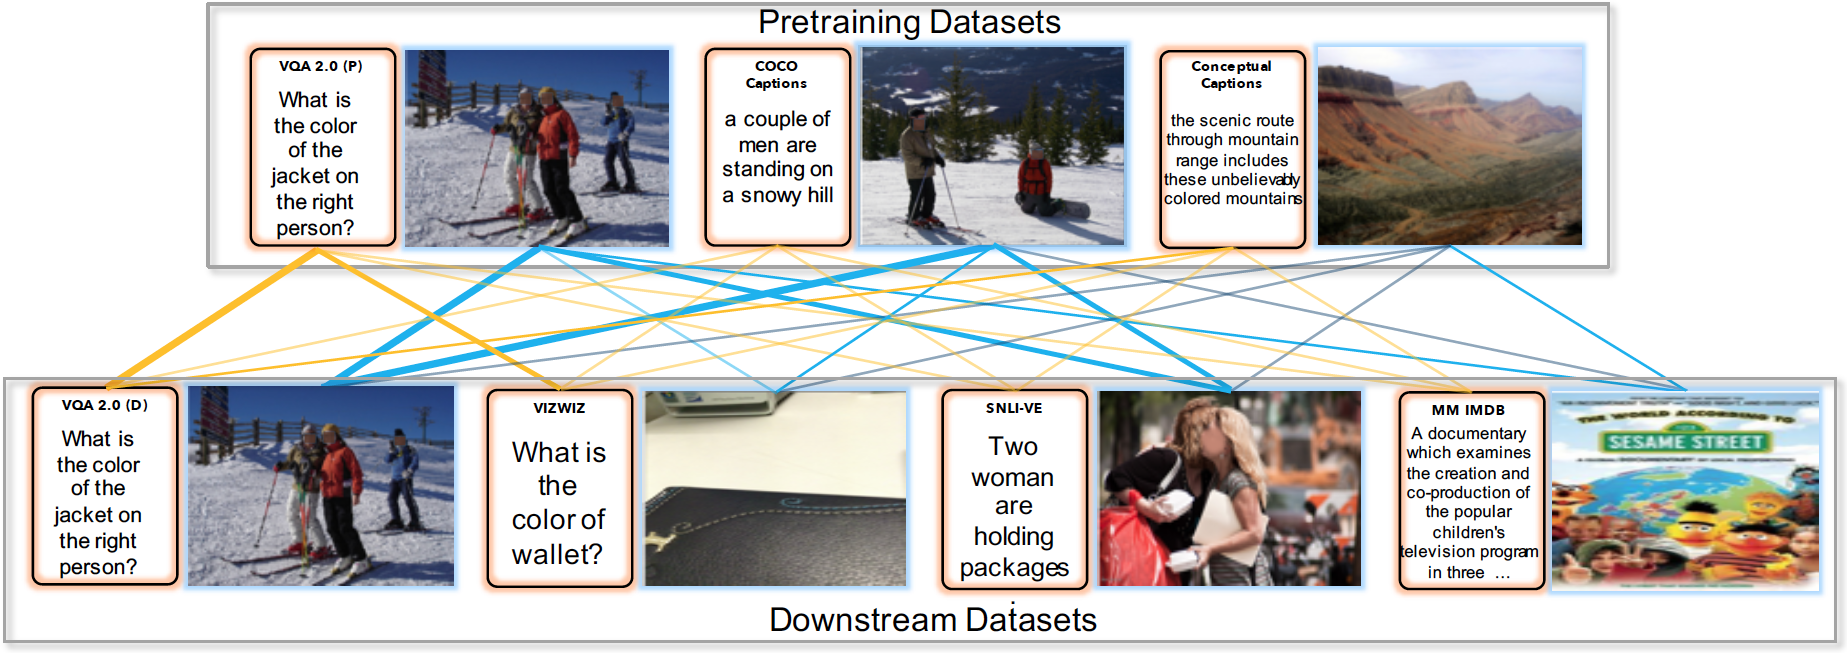 Pretraining Datasets
VQA 2.0 (P)
What is
the color
of the
jacket on
the right
person?
COCO
Captions
a couple of
men are
standing on
a snowy hill
Conceptual
Captions
the scenic route
through mountain
range includes
these unbelievably
colored mountains
VQA 2.0 (D)
What is
the color
of the
jacket on
the right
person?
VIZWIZ
What is
the
color of
wallet?
SNLI-VE
Two
woman
are
holding
packages
.
MM IMDB
A documentary
which examines
the creation and
co-production of
the popular
children's
television program
in three ...
THE WORLD ACCORDING TO
SESAME STREET
Downstream Datasets